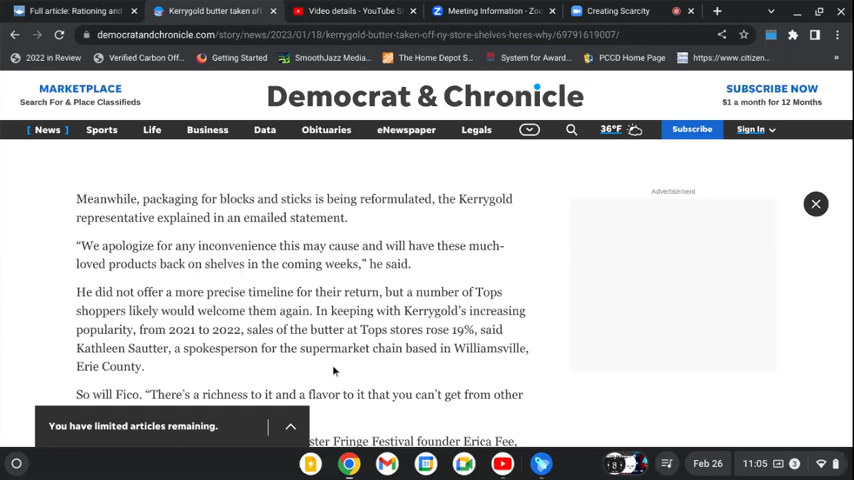 Full article: Rationing and
Kerrygold butter taken off
Video details - YouTube S
Meeting Information - Zoo
Creating Scarcity
democratandchronicle.com/story/news/2023/01/18/kerrygold-butter-taken-off-ny-store-shelves-heres-why/69791619007/
2022 in Review
Verified Carbon Off...
Getting Started
SmoothJazz Media...
The Home Depot S...
System for Award...
PCCD Home Page
https://www.citizen...
MARKETPLACE
Search For & Place Classifieds
Democrat & Chronicle
SUBSCRIBE NOW
$1 a month for 12 Months
[ News ] Sports Life Business Data Obituaries eNewspaper Legals 36°F Subscribe Sign In
Advertisement
Meanwhile, packaging for blocks and sticks is being reformulated, the Kerrygold
representative explained in an emailed statement.
“We apologize for any inconvenience this may cause and will have these much-
loved products back on shelves in the coming weeks,” he said.
He did not offer a more precise timeline for their return, but a number of Tops
shoppers likely would welcome them again. In keeping with Kerrygold’s increasing
popularity, from 2021 to 2022, sales of the butter at Tops stores rose 19%, said
Kathleen Sautter, a spokesperson for the supermarket chain based in Williamsville,
Erie County.
So will Fico. “There’s a richness to it and a flavor to it that you can’t get from other
You have limited articles remaining.
ster Fringe Festival founder Erica Fee,
8
Feb 26
11:05
3